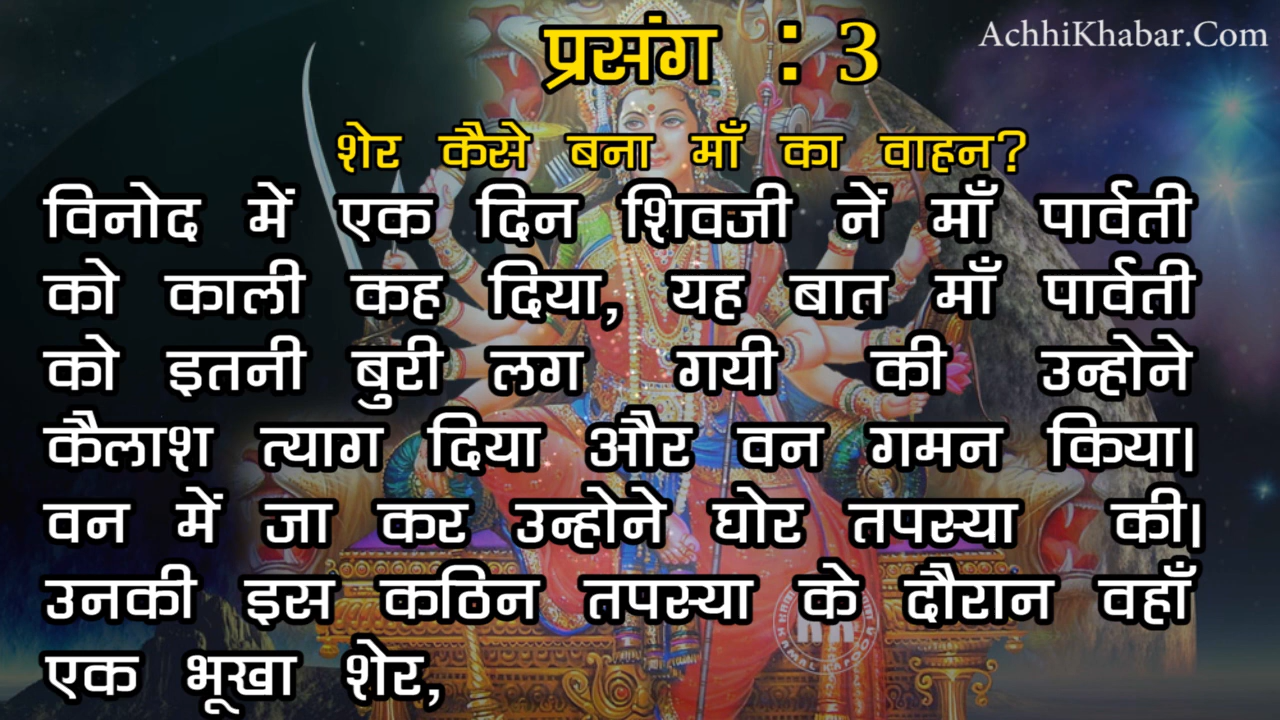 AchhiKhabar.Com
प्रसंग : 3
शेर कैसे बना माँ का वाहन?
विनोद में एक दिन शिवजी नें माँ पार्वती
को काली कह दिया, यह बात माँ पार्वती
को इतनी बुरी लग गयी की उन्होने
कैलाश त्याग दिया और वन गमन किया।
वन में जा कर उन्होने घोर तपस्या की।
उनकी इस कठिन तपस्या के दौरान वहाँ
एक भूखा शेर,